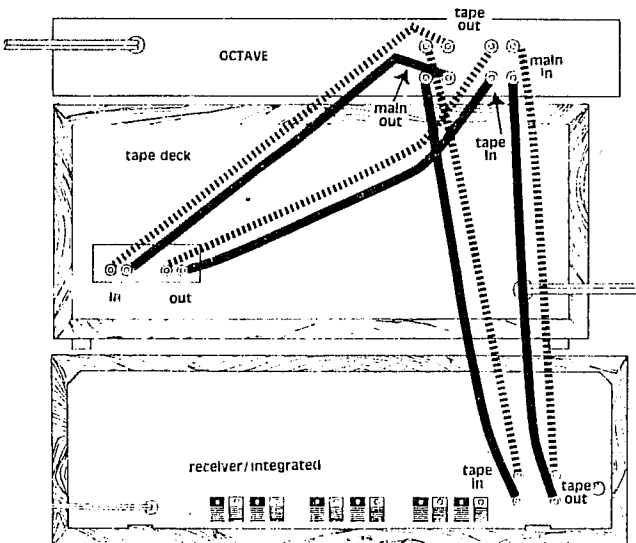 tape
out
OCTAVE
main
in
main
out
tape
in
tape deck
in
out
receiver/integrated
tape
in
tape
out